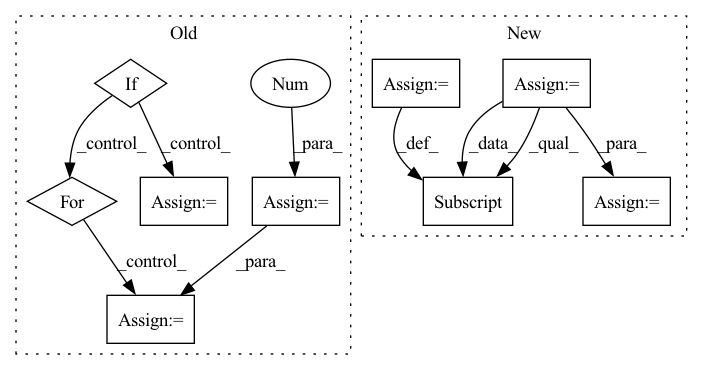 Old
New
If
Num
Assign:=
Assign:=
_control_
_control_
_para_
_def_
_data_
_qual_
_para_
For
Assign:=
Assign:=
Subscript
Assign:=
_control_
_para_
Assign:=